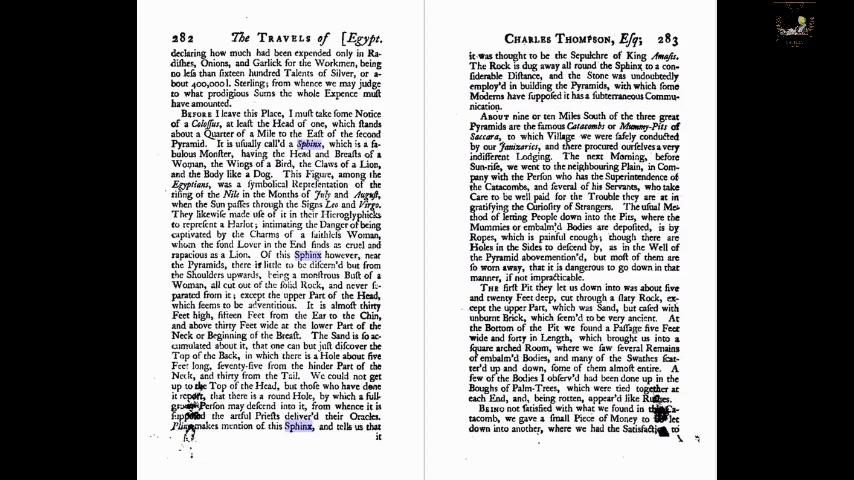 282 The TRAVELS of [Egypt.
declaring how much had been expended only in Ra-
dishes, Onions, and Garlick for the Workmen, being
no leſs than ſixteen hundred Talents of Silver, or a-
bout 400,000 l. Sterling; from whence we may judge
to what prodigious Sums the whole Expence muſt
have amounted.
BEFORE I leave this Place, I muſt take ſome Notice
of a Coloſſus, at leaſt the Head of one, which ſtands
about a Quarter of a Mile to the Eaſt of the ſecond
Pyramid. It is uſually call'd a Sphinx, which is a fa-
bulous Monſter, having the Head and Breaſts of a
Woman, the Wings of a Bird, the Claws of a Lion,
and the Body like a Dog. This Figure, among the
Egyptians, was a ſymbolical Repreſentation of the
riſing of the Nile in the Months of July and Auguſt,
when the Sun paſſes through the Signs Leo and Virgo.
They likewiſe made uſe of it in their Hieroglyphicks
to repreſent a Harlot; intimating the Danger of being
captivated by the Charms of a faithleſs Woman,
whom the fond Lover in the End finds as cruel and
rapacious as a Lion. Of this Sphinx however, near
the Pyramids, there is little to be diſcern'd but from
the Shoulders upwards, being a monſtrous Buſt of a
Woman, all cut out of the ſolid Rock, and never ſe-
parated from it; except the upper Part of the Head,
which ſeems to be adventitious. It is almoſt thirty
Feet high, fifteen Feet from the Ear to the Chin,
and above thirty Feet wide at the lower Part of the
Neck or Beginning of the Breaſt. The Sand is ſo ac-
cumulated about it, that one can but juſt diſcover the
Top of the Back, in which there is a Hole about five
Feet long, ſeventy-five from the hinder Part of the
Neck, and thirty from the Tail. We could not get
up to the Top of the Head, but thoſe who have done
it report, that there is a round Hole, by which a full-
grown Perſon may deſcend into it, from whence it is
ſuppoſed the artful Prieſts deliver'd their Oracles.
Pliny makes mention of this Sphinx, and tells us that
it
CHARLES THOMPSON, Eſq; 283
it was thought to be the Sepulchre of King Amaſis.
The Rock is dug away all round the Sphinx to a con-
ſiderable Diſtance, and the Stone was undoubtedly
employ'd in building the Pyramids, with which ſome
Moderns have ſuppoſed it has a ſubterraneous Commu-
nication.
ABOUT nine or ten Miles South of the three great
Pyramids are the famous Catacombs or Mummy-Pits of
Saccara, to which Village we were ſafely conducted
by our Janizaries, and there procured ourſelves a very
indifferent Lodging. The next Morning, before
Sun-riſe, we went to the neighbouring Plain, in Com-
pany with the Perſon who has the Superintendence of
the Catacombs, and ſeveral of his Servants, who take
Care to be well paid for the Trouble they are at in
gratifying the Curioſity of Strangers. The uſual Me-
thod of letting People down into the Pits, where the
Mummies or embalm'd Bodies are depoſited, is by
Ropes, which is painful enough; though there are
Holes in the Sides to deſcend by, as in the Well of
the Pyramid abovemention'd, but moſt of them are
ſo worn away, that it is dangerous to go down in that
manner, if not impracticable.
THE firſt Pit they let us down into was about five
and twenty Feet deep, cut through a ſlaty Rock, ex-
cept the upper Part, which was Sand, but caſed with
unburnt Brick, which ſeem'd to be very ancient. At
the Bottom of the Pit we found a Paſſage five Feet
wide and forty in Length, which brought us into a
ſquare arched Room, where we ſaw ſeveral Remains
of embalm'd Bodies, and many of the Swathes ſcat-
ter'd up and down, ſome of them almoſt entire. A
few of the Bodies I obſerv'd had been done up in the
Boughs of Palm-Trees, which were tied together at
each End, and, being rotten, appear'd like Ruſhes.
BEING not ſatisfied with what we found in this Ca-
tacomb, we gave a ſmall Piece of Money to be let
down into another, where we had the Satisfaction to